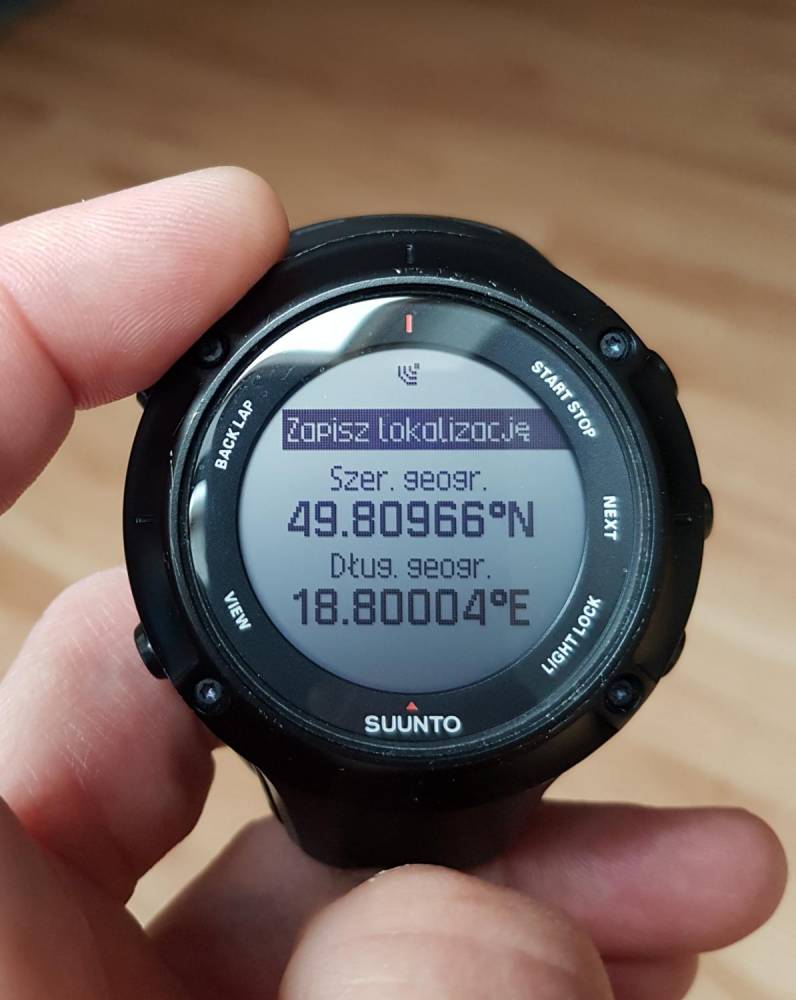 Zapisz lokalizację
Szer. geogr.
49.80966°N
Dług. geogr.
18.80004°E
BACK LAP
START STOP
NEXT
VIEW
LIGHT LOCK
SUUNTO